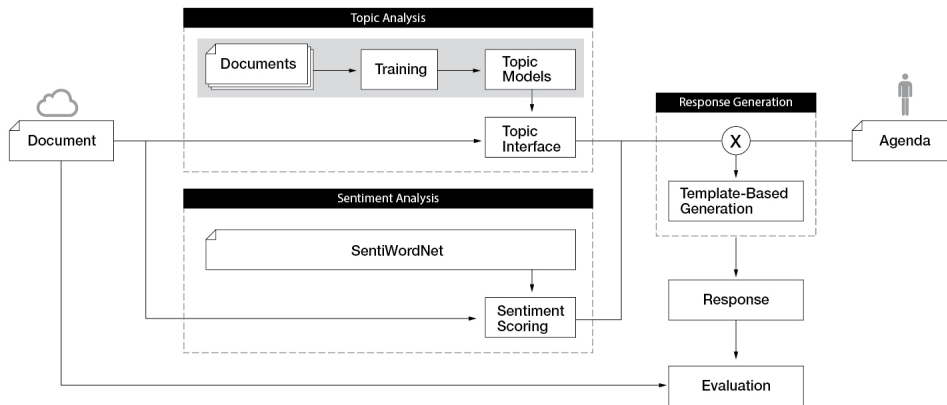 Topic Analysis
Documents
Training
Topic
Models
Document
Topic
Interface
Response Generation
X
Agenda
Template-Based
Generation
Sentiment Analysis
SentiWordNet
Sentiment
Scoring
Response
Evaluation